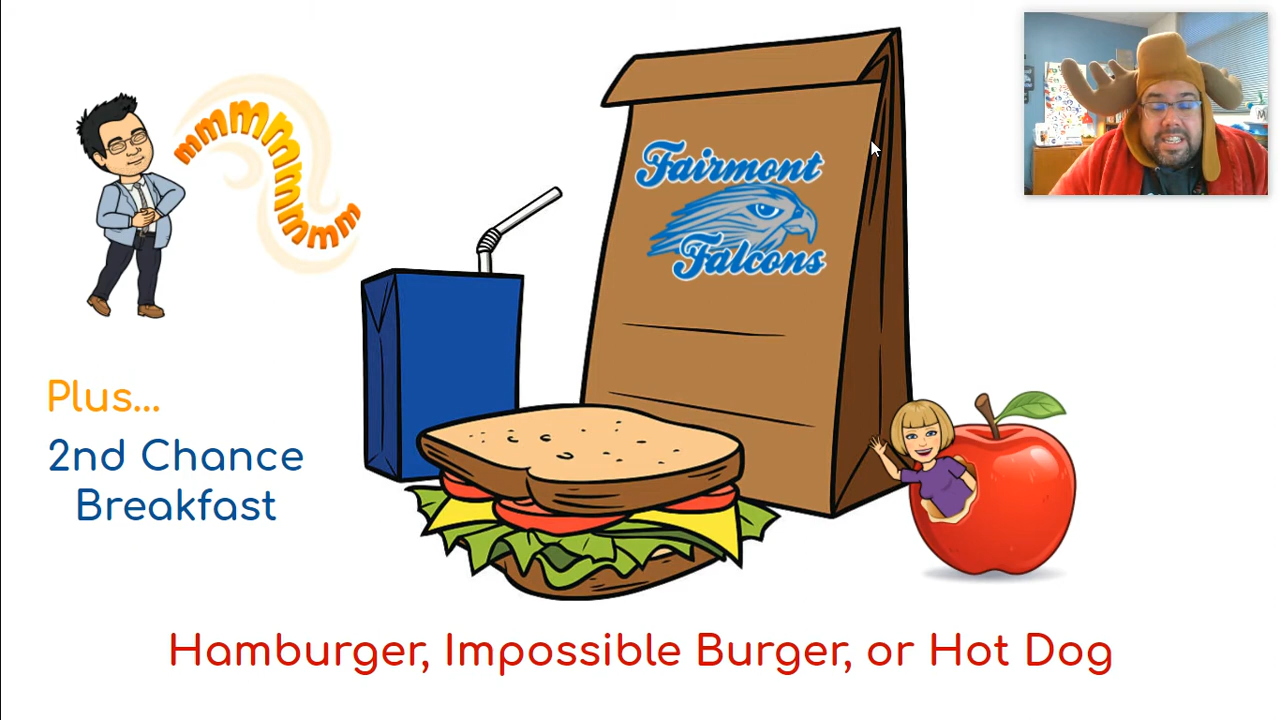 mmmmmmmmm
Fairmont
Falcons
Plus...
2nd Chance
Breakfast
Hamburger, Impossible Burger, or Hot Dog